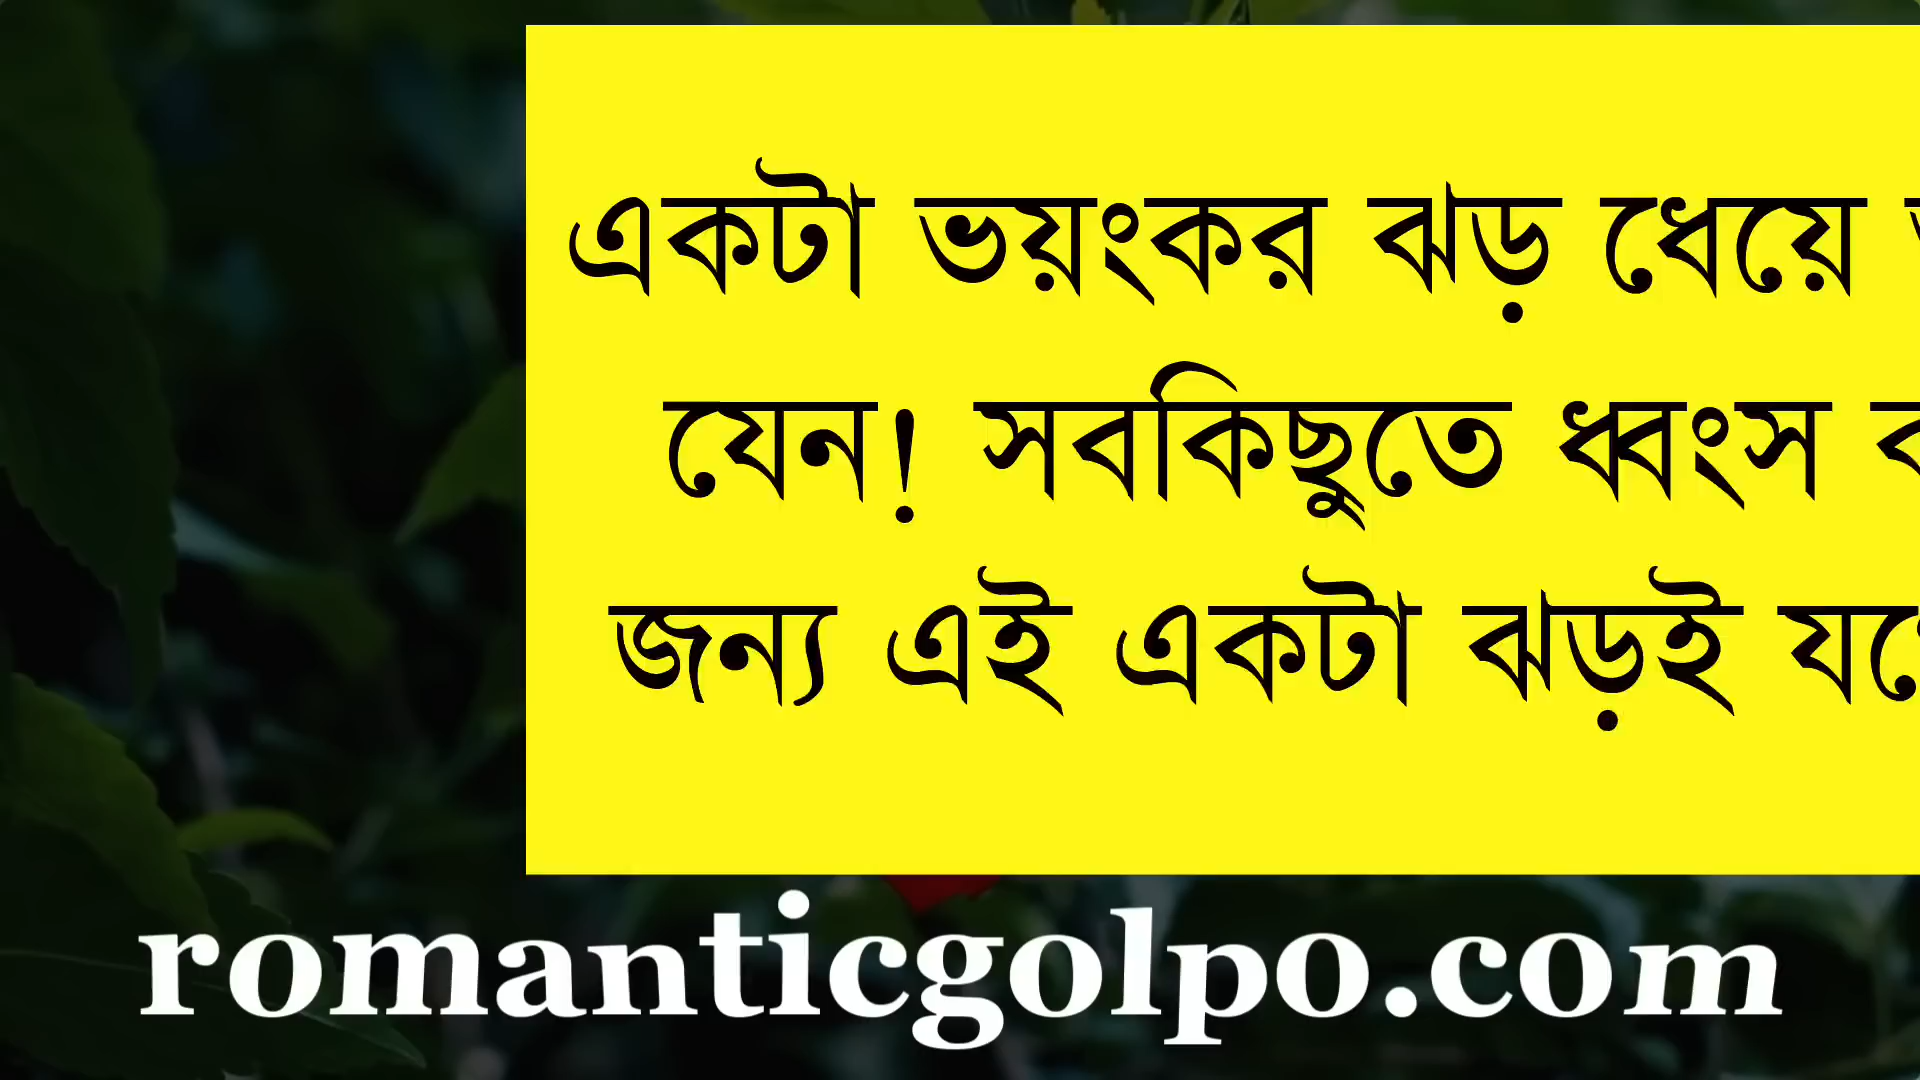 একটা ভয়ংকর ঝড় ধেয়ে
যেন! সবকিছুতে ধ্বংস
জন্য এই একটা ঝড়ই
romanticgolpo.com